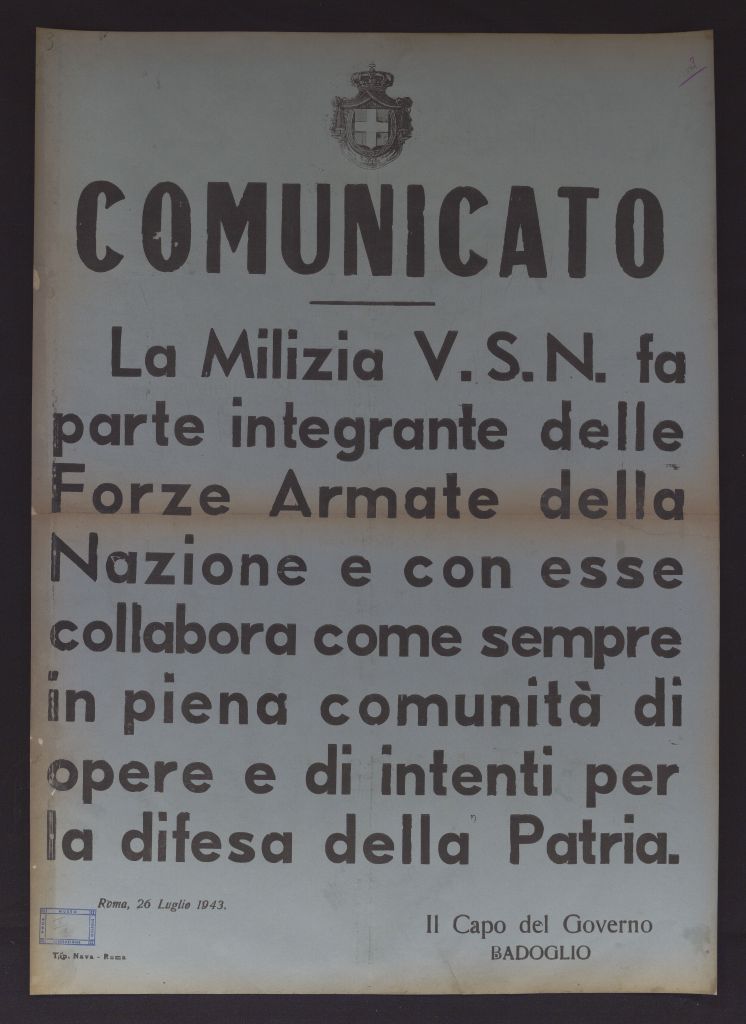 COMUNICATO
La Milizia V.S.N. fa
parte integrante delle
Forze Armate della
Nazione e con esse
collabora come sempre
in piena comunità di
opere e di intenti per
la difesa della Patria.
Roma, 26 Luglio 1943.
Il Capo del Governo
BADOGLIO
Tip. Nava - Roma